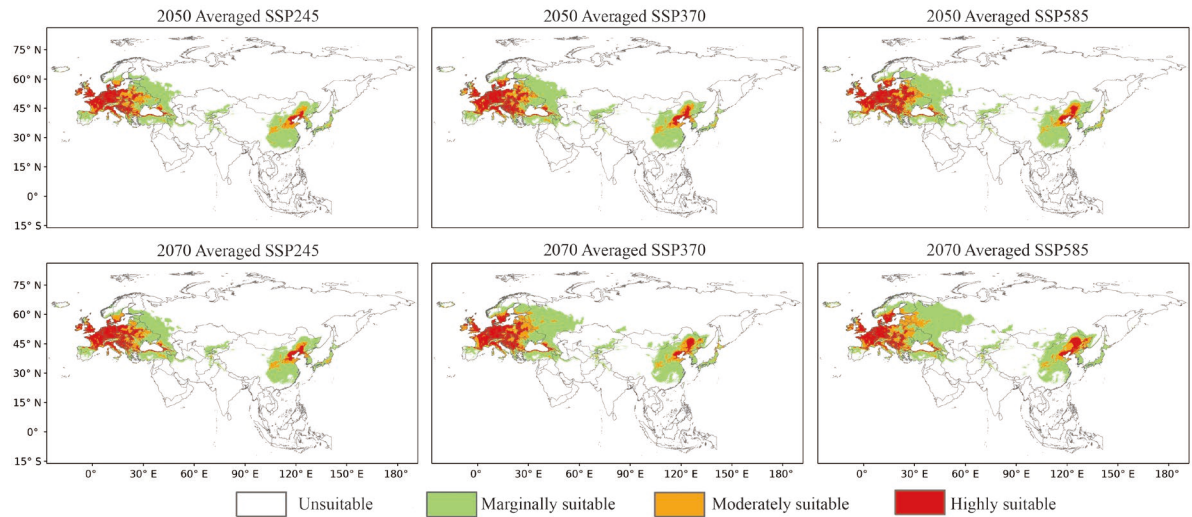 2050 Averaged SSP245 2050 Averaged SSP370 2050 Averaged SSP585
75° N
60° N
45° N
30° N
15° N
0°
15° S
2070 Averaged SSP245 2070 Averaged SSP370 2070 Averaged SSP585
75° N
60° N
45° N
30° N
15° N
0°
15° S
0° 30° E 60° E 90° E 120° E 150° E 180° E 0° 30° E 60° E 90° E 120° E 150° E 180° E 0° 30° E 60° E 90° E 120° E 150° E 180° E
Unsuitable Marginally suitable Moderately suitable Highly suitable